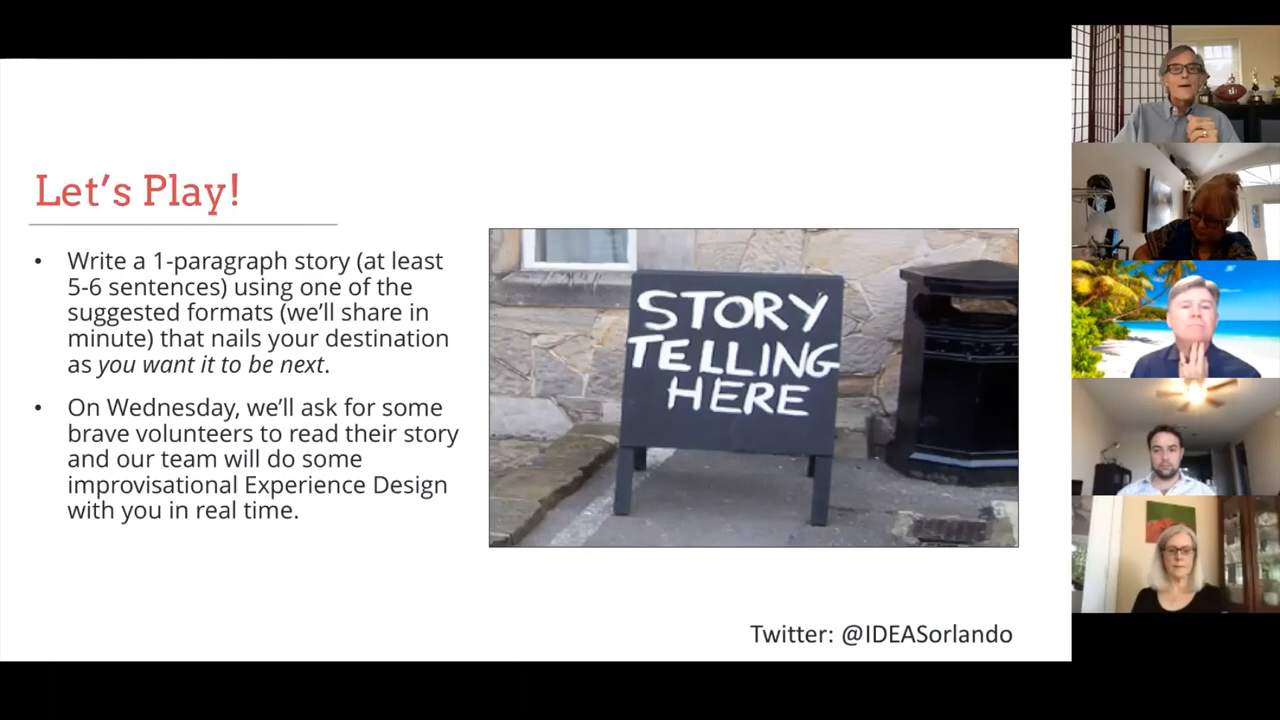 Let's Play!
• Write a 1-paragraph story (at least
5-6 sentences) using one of the
suggested formats (we'll share in
minute) that nails your destination
as you want it to be next.
• On Wednesday, we'll ask for some
brave volunteers to read their story
and our team will do some
improvisational Experience Design
with you in real time.
STORY
TELLING
HERE
Twitter: @IDEASorlando